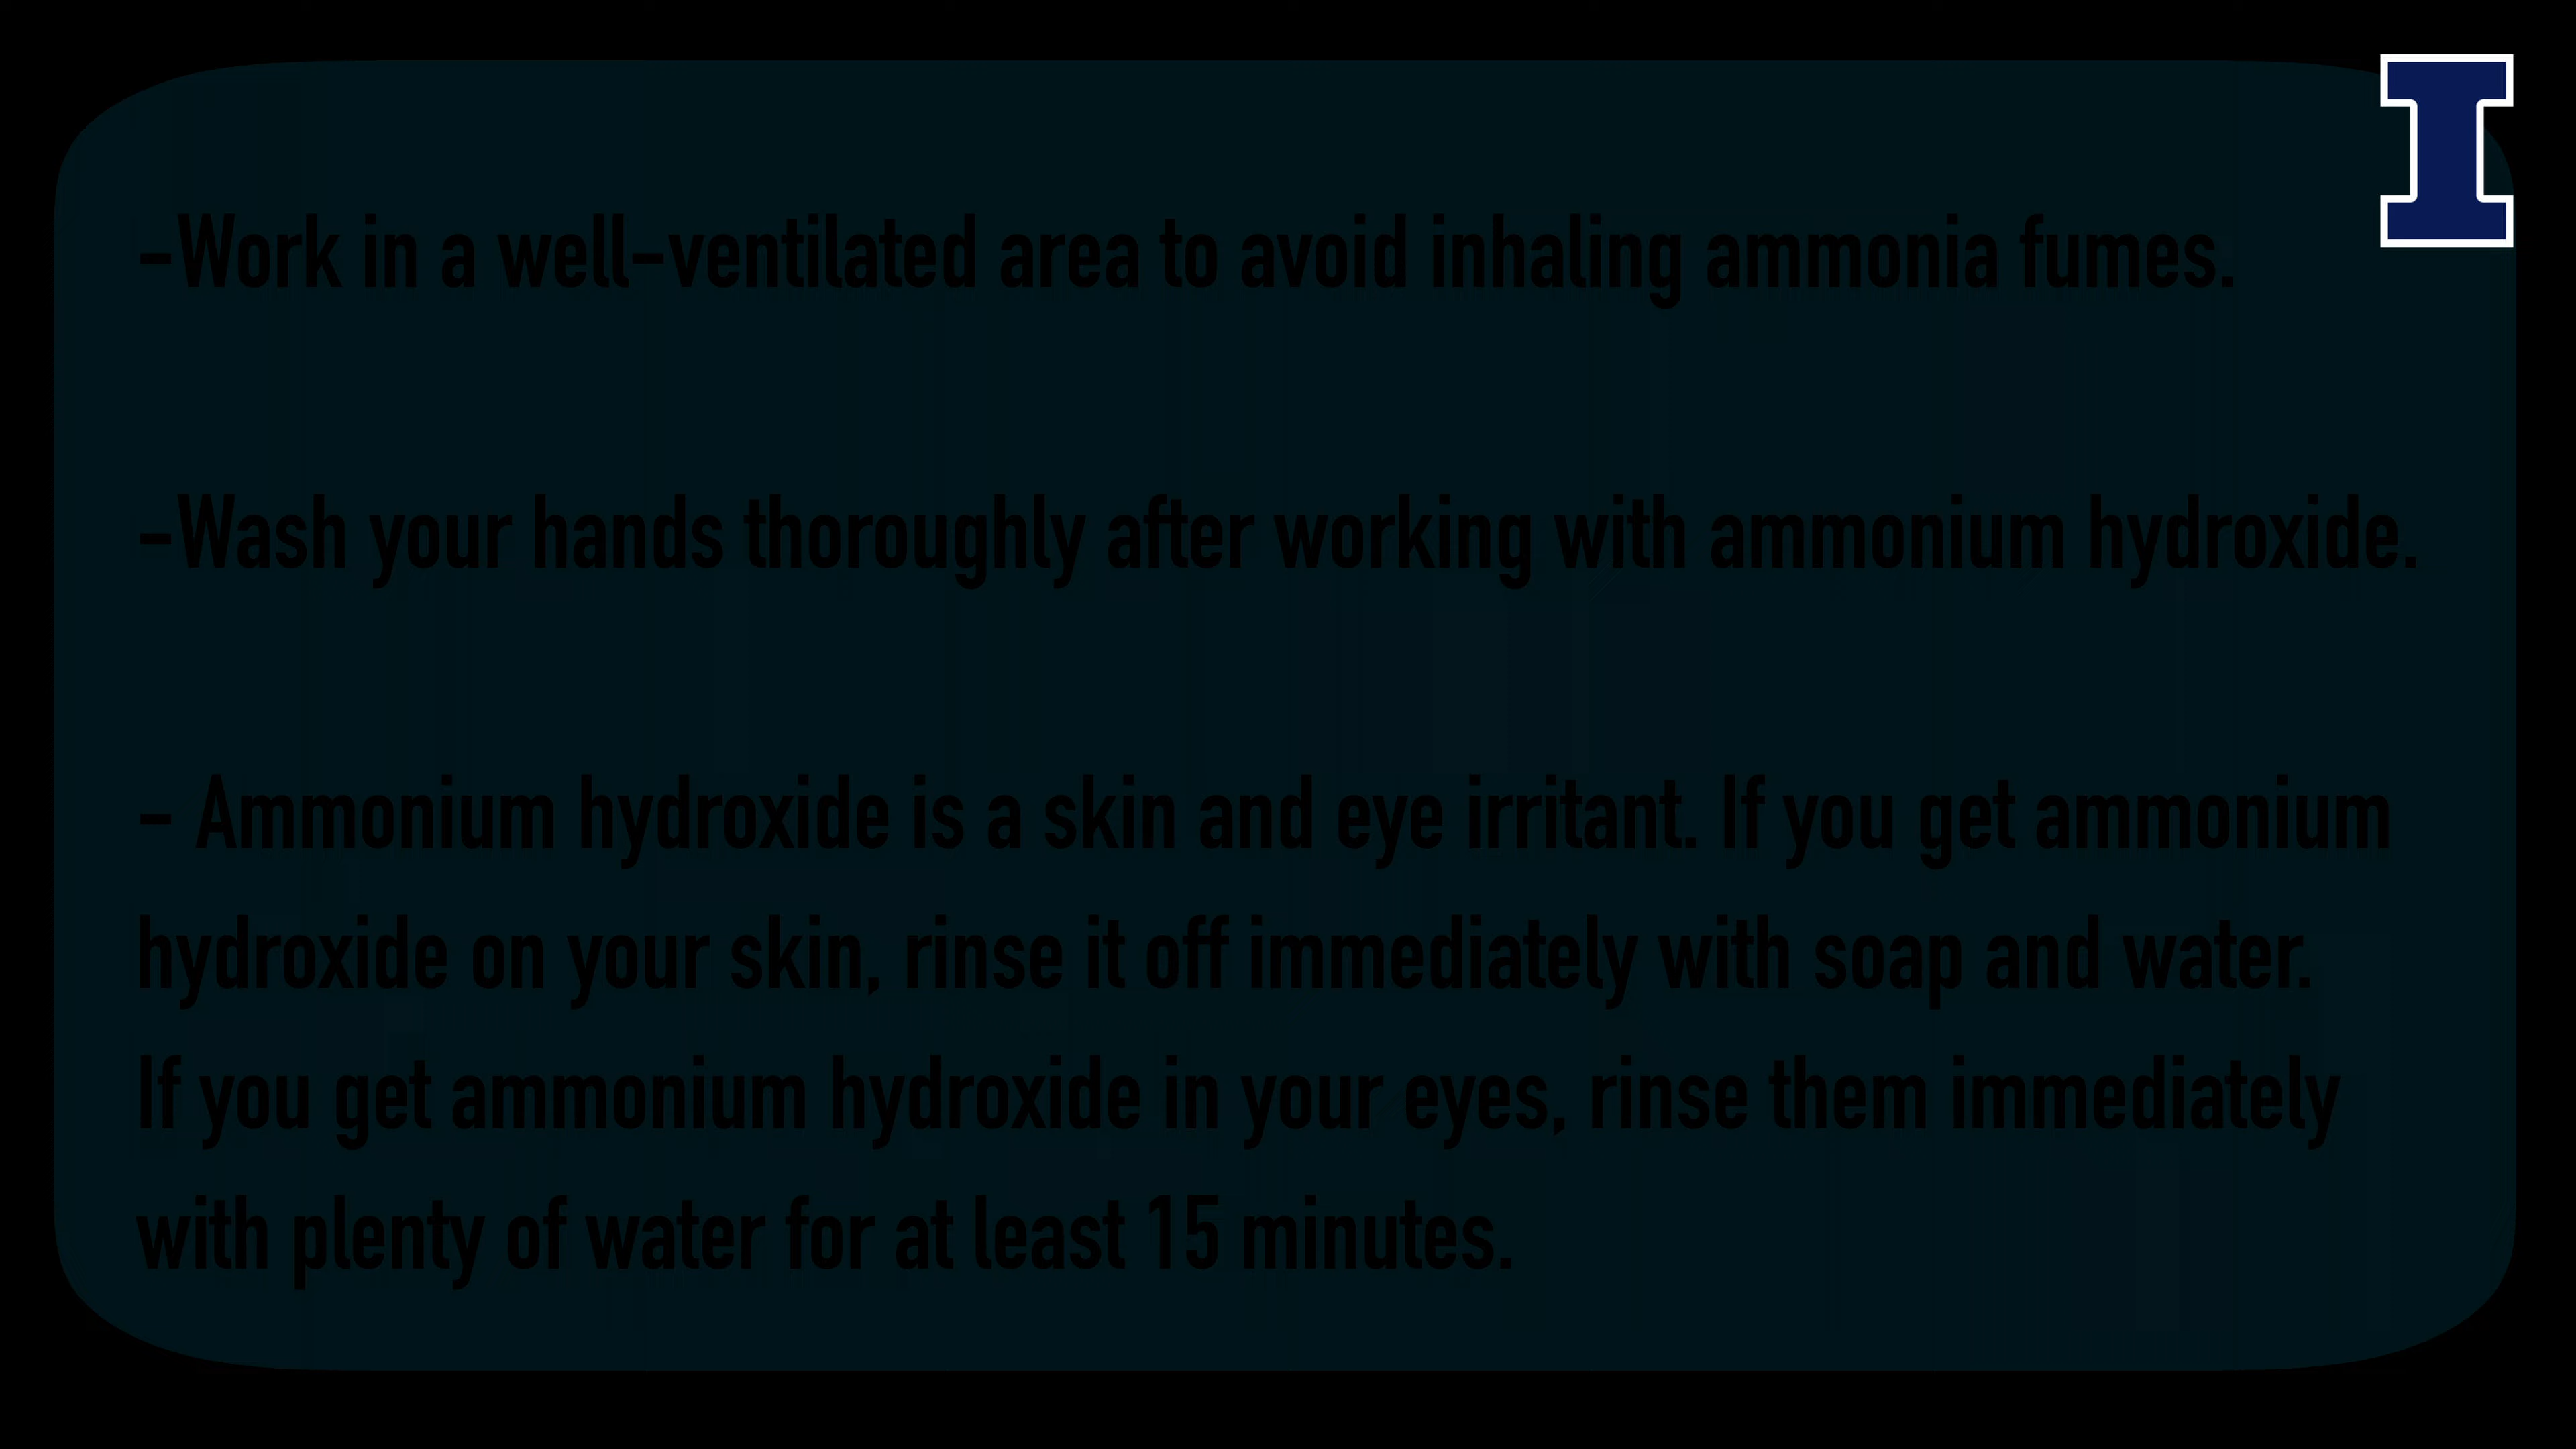 I
-Work in a well-ventilated area to avoid inhaling ammonia fumes.
-Wash your hands thoroughly after working with ammonium hydroxide.
- Ammonium hydroxide is a skin and eye irritant. If you get ammonium
hydroxide on your skin, rinse it off immediately with soap and water.
If you get ammonium hydroxide in your eyes, rinse them immediately
with plenty of water for at least 15 minutes.